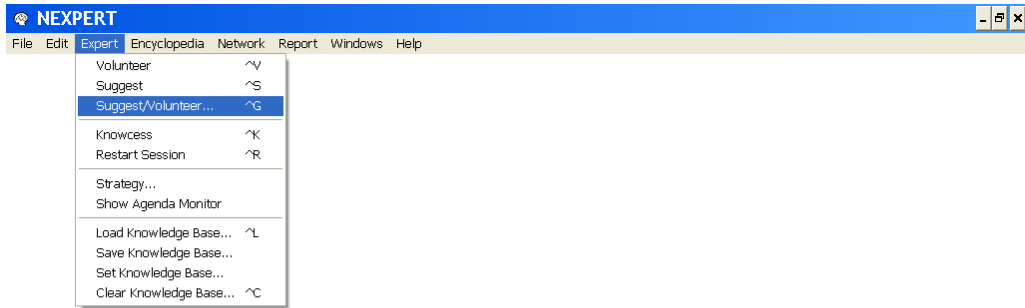 NEXPERT
File Edit Expert Encyclopedia Network Report Windows Help
Volunteer ^V
Suggest ^S
Suggest/Volunteer... ^G
Knowcess ^K
Restart Session ^R
Strategy...
Show Agenda Monitor
Load Knowledge Base... ^L
Save Knowledge Base...
Set Knowledge Base...
Clear Knowledge Base... ^C